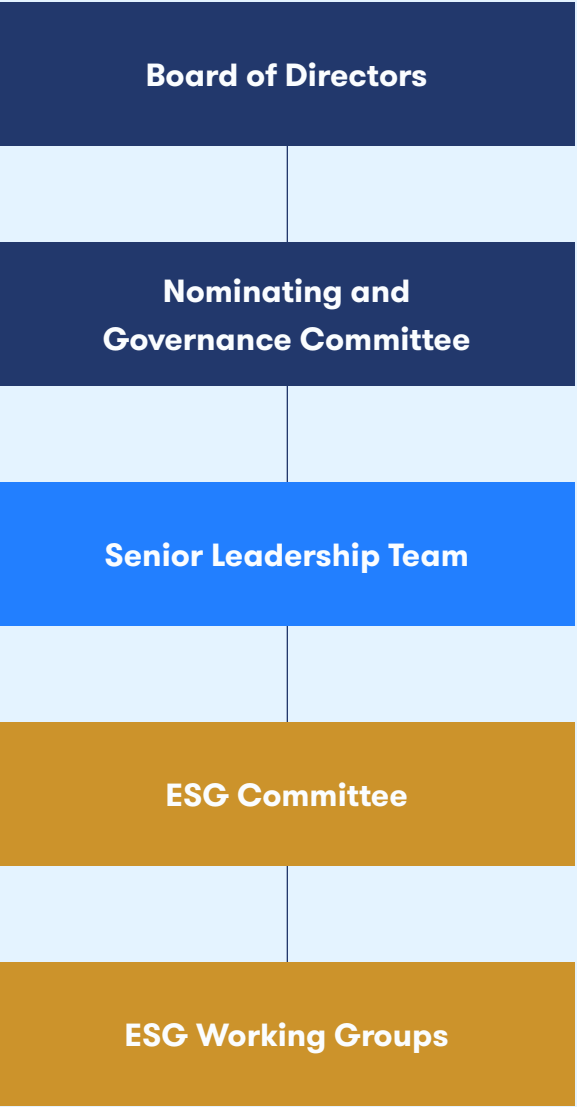 Board of Directors
Nominating and
Governance Committee
Senior Leadership Team
ESG Committee
ESG Working Groups